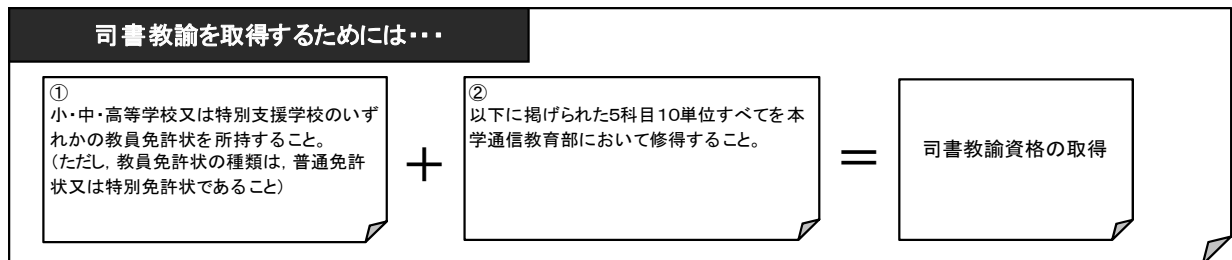 司書教諭を取得するためには・・・
①
小・中・高等学校又は特別支援学校のいず
れかの教員免許状を所持すること。
（ただし，教員免許状の種類は，普通免許
状又は特別免許状であること）
＋
②
以下に掲げられた5科目10単位すべてを本
学通信教育部において修得すること。
＝
司書教諭資格の取得